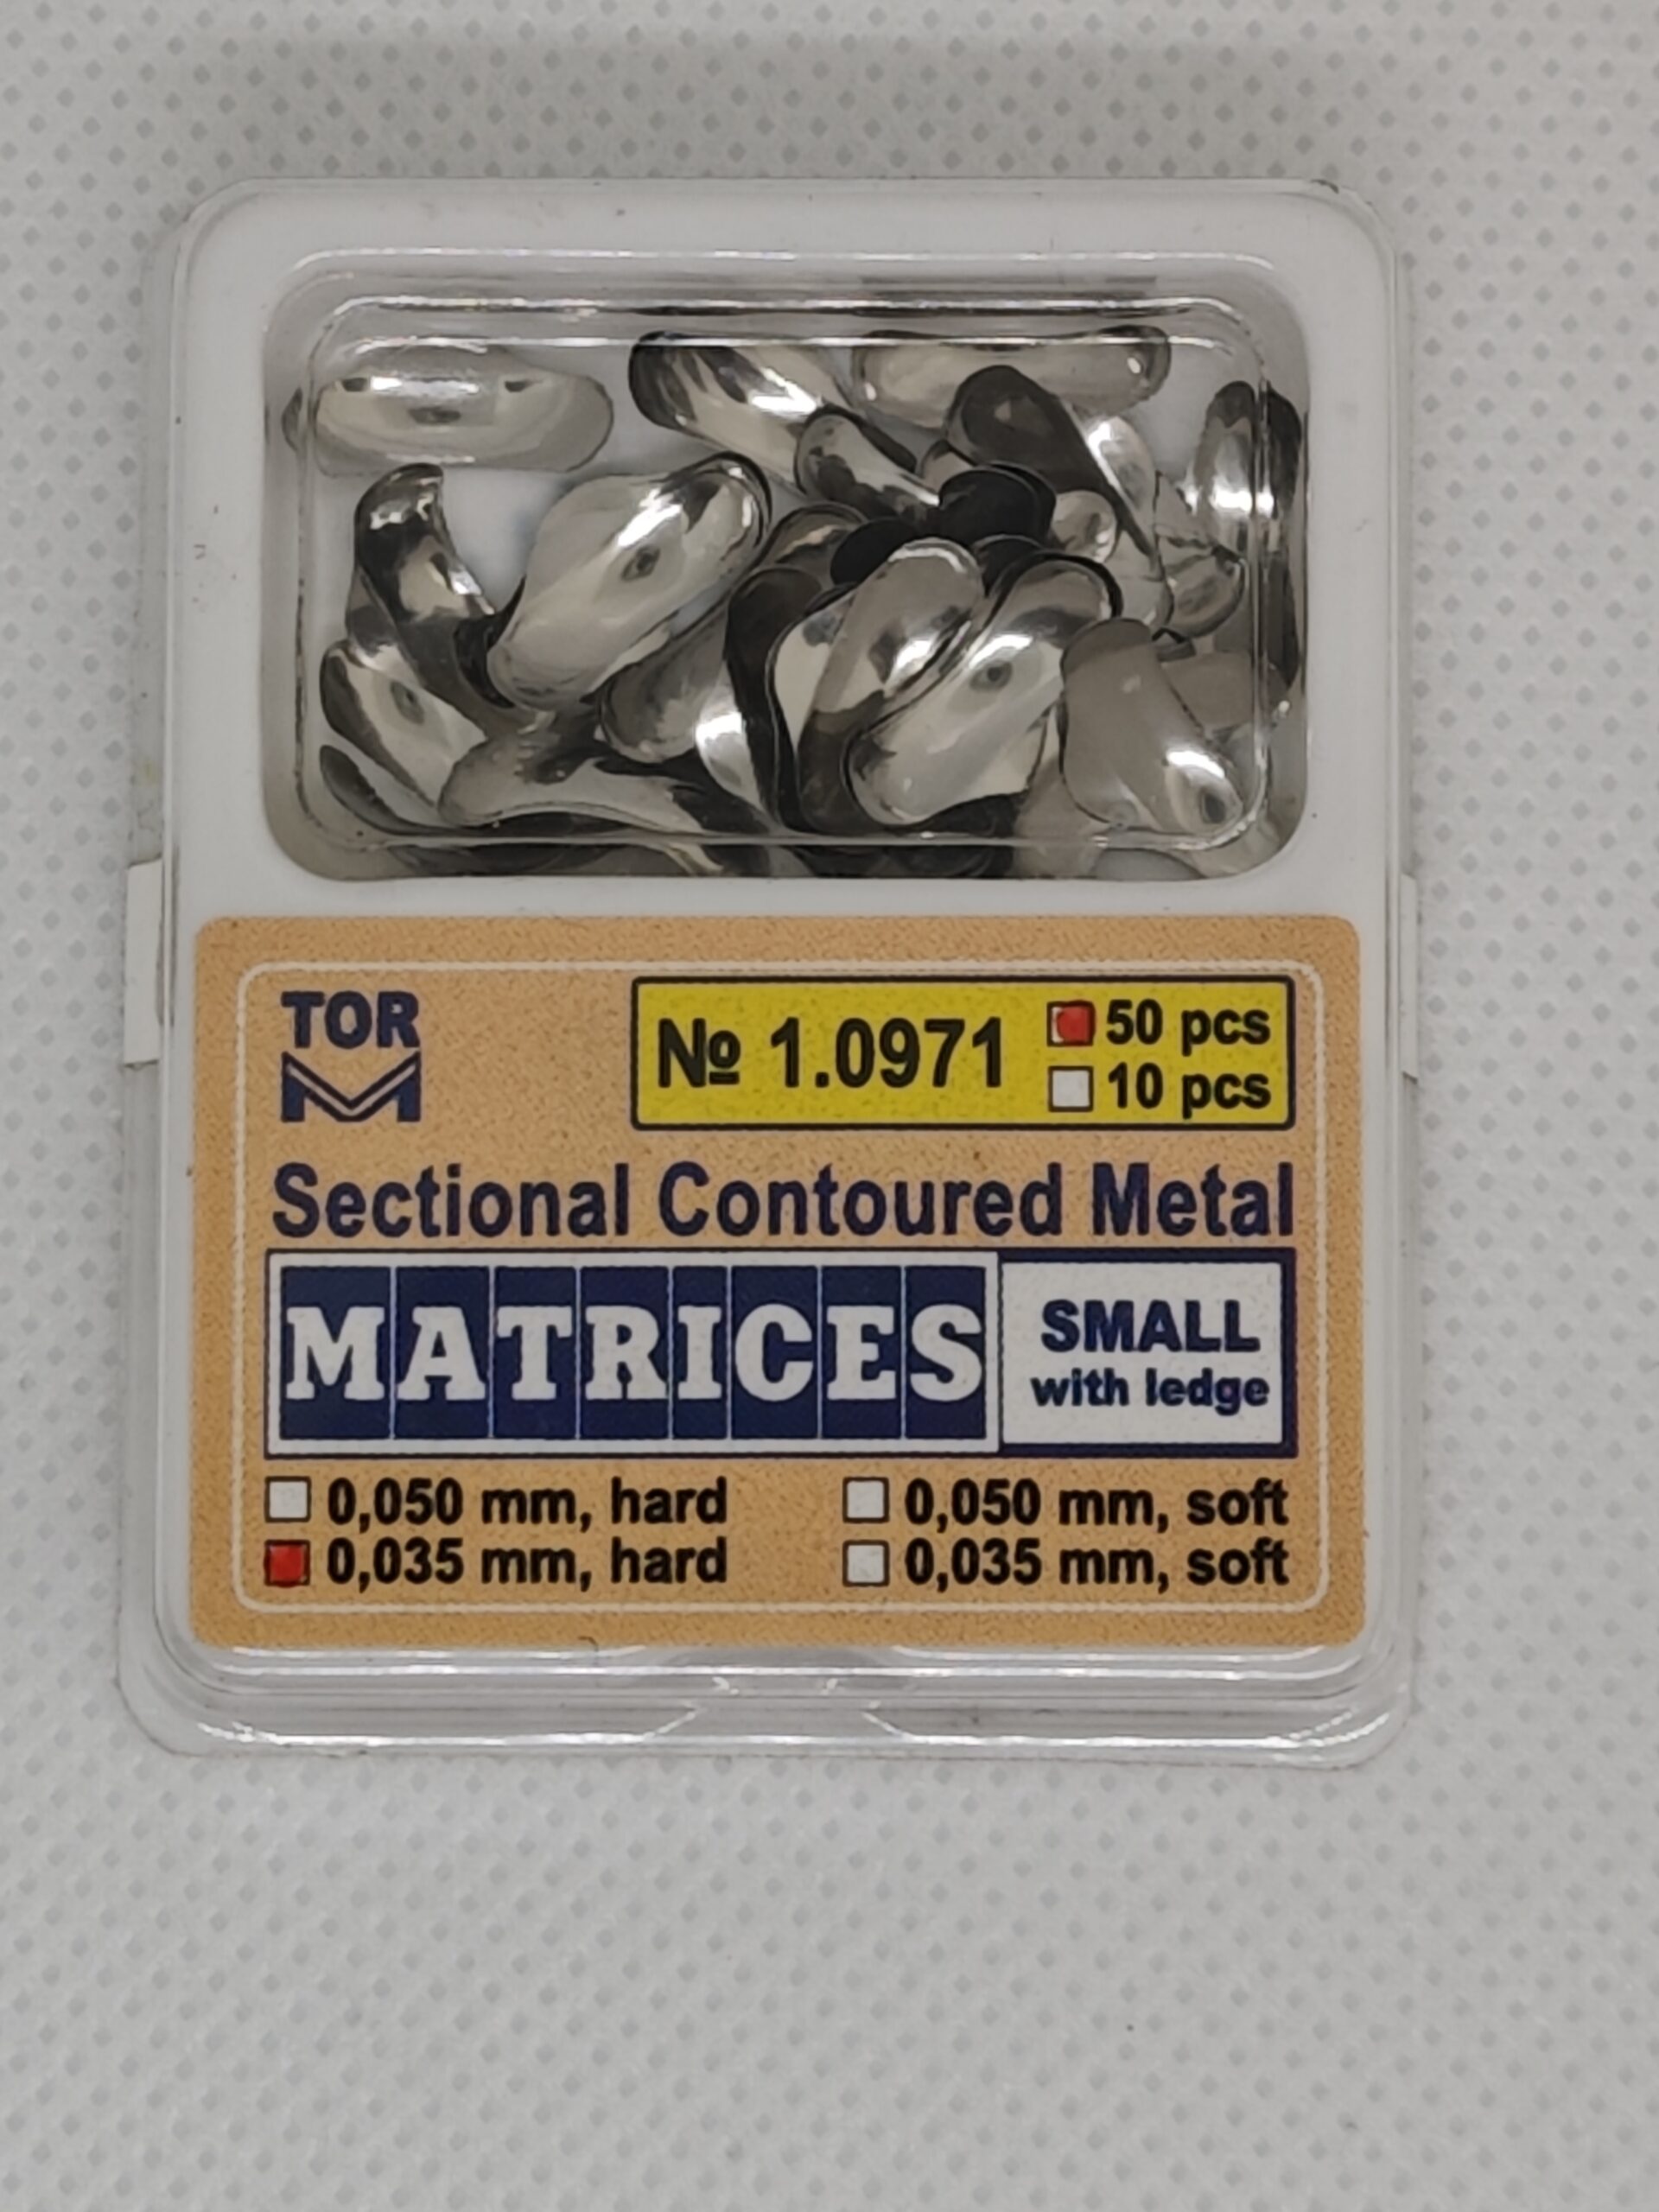 TOR
M
№ 1.0971
50 pcs
10 pcs
Sectional Contoured Metal
MATRICES
SMALL
with ledge
0,050 mm, hard
0,050 mm, soft
0,035 mm, hard
0,035 mm, soft